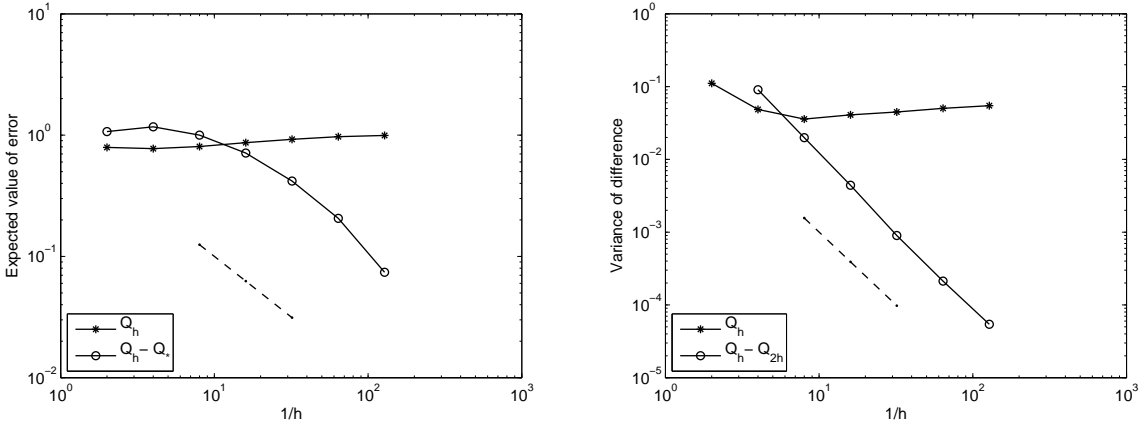 Expected value of error
10^1
10^0
10^-1
10^-2
10^0
10^1
10^2
10^3
1/h
Q_h
Q_h − Q_*
Variance of difference
10^0
10^-1
10^-2
10^-3
10^-4
10^-5
10^0
10^1
10^2
10^3
1/h
Q_h
Q_h − Q_2h